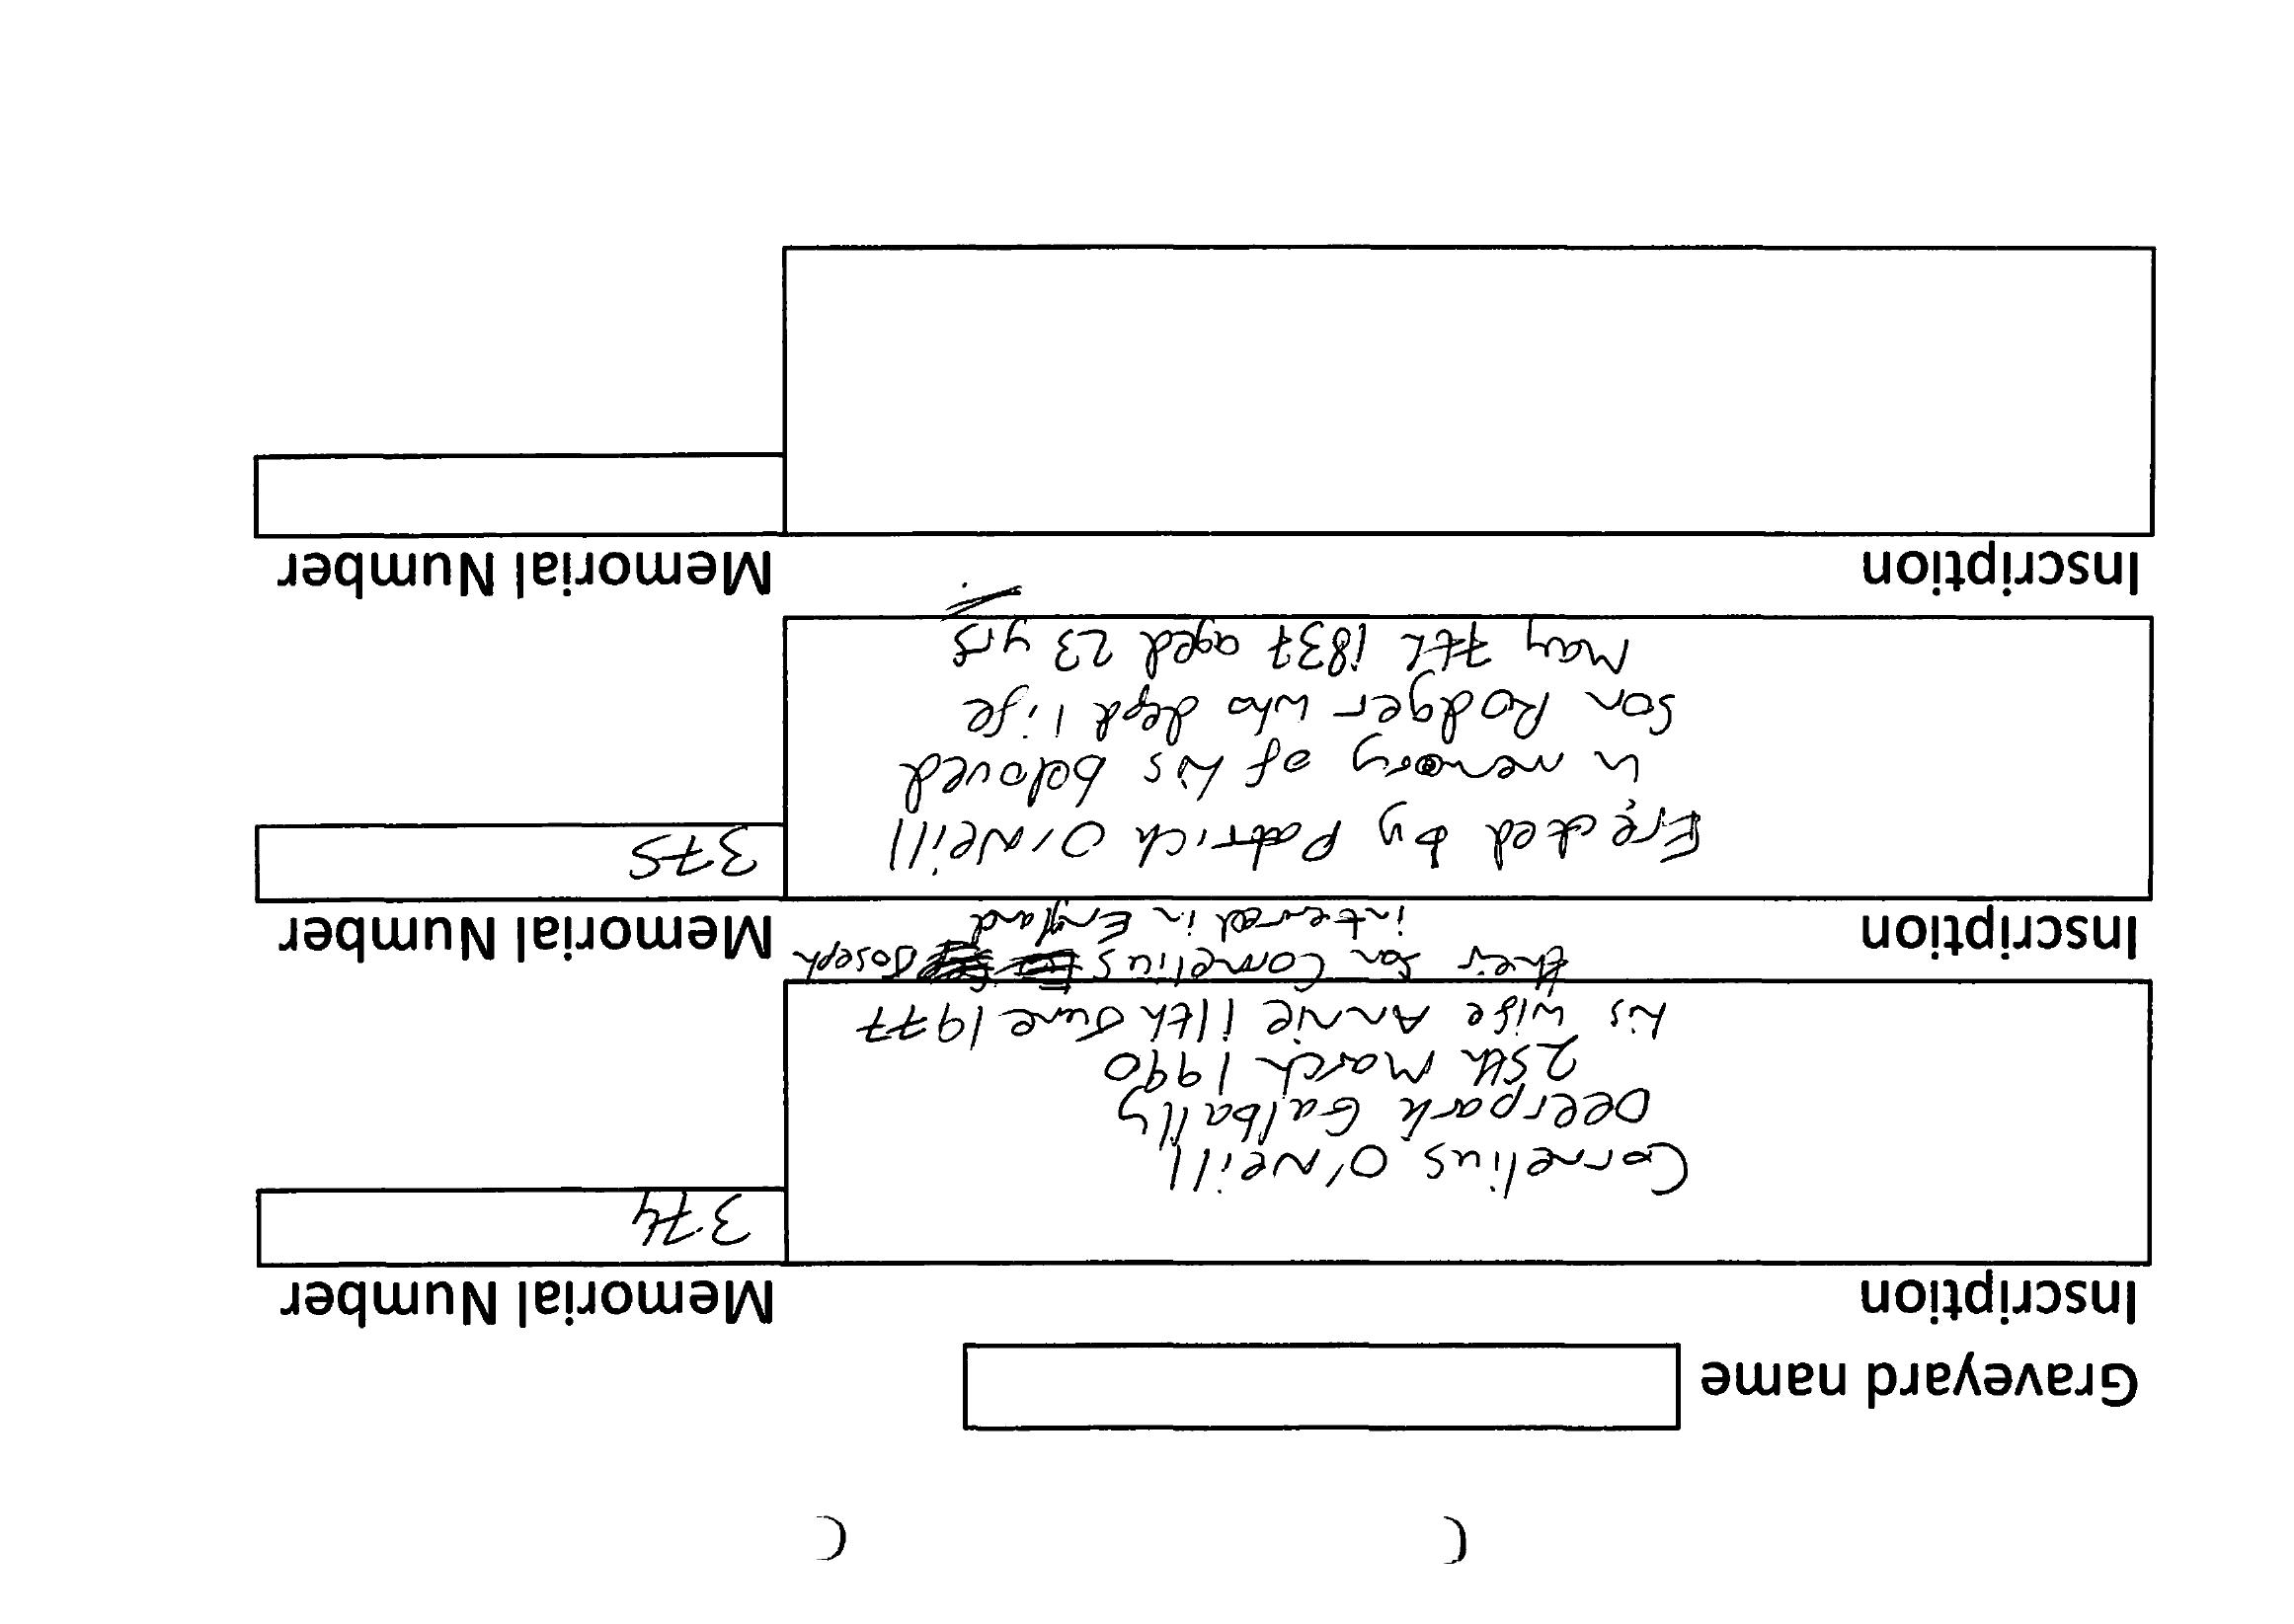 Graveyard name
Inscription Memorial Number
374
Cornelius O'Neill
Deerpark Galbally
25th March 1990
his wife Annie 11th June 1977
their son Cornelius Joseph
interred in England
Inscription Memorial Number
375
Erected by Patrick O'Neill
in memory of his beloved
son Rodger who dept life
May 7th 1837 aged 23 yrs
Inscription Memorial Number